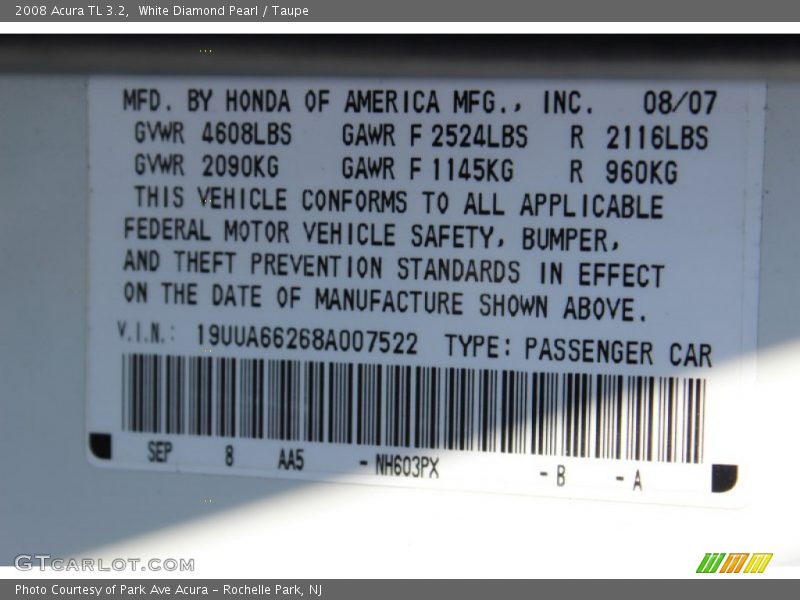 2008 Acura TL 3.2,  White Diamond Pearl / Taupe
MFD. BY HONDA OF AMERICA MFG., INC. 08/07
GVWR 4608LBS GAWR F 2524LBS R 2116LBS
GVWR 2090KG GAWR F 1145KG R 960KG
THIS VEHICLE CONFORMS TO ALL APPLICABLE
FEDERAL MOTOR VEHICLE SAFETY, BUMPER,
AND THEFT PREVENTION STANDARDS IN EFFECT
ON THE DATE OF MANUFACTURE SHOWN ABOVE.
V.I.N.: 19UUA66268A007522 TYPE: PASSENGER CAR
SEP 8 AA5 - NH603PX - B - A
GTCarLot.com
Photo Courtesy of Park Ave Acura - Rochelle Park, NJ